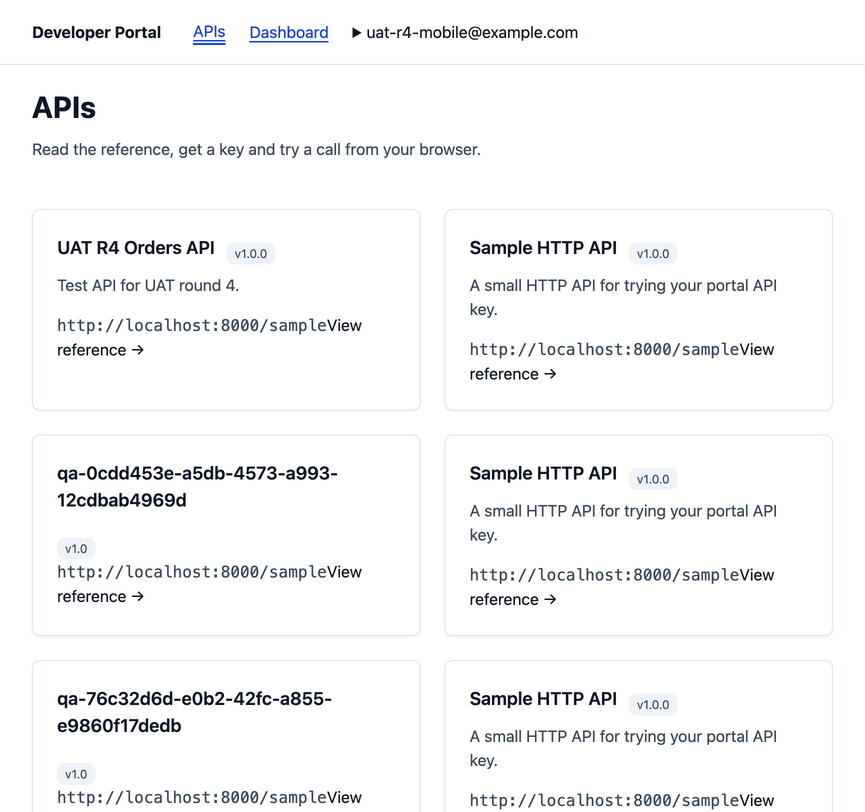 Developer Portal APIs Dashboard ▶ uat-r4-mobile@example.com
APIs
Read the reference, get a key and try a call from your browser.
UAT R4 Orders API v1.0.0
Test API for UAT round 4.
http://localhost:8000/sampleView
reference →
Sample HTTP API v1.0.0
A small HTTP API for trying your portal API
key.
http://localhost:8000/sampleView
reference →
qa-0cdd453e-a5db-4573-a993-
12cdbab4969d
v1.0
http://localhost:8000/sampleView
reference →
Sample HTTP API v1.0.0
A small HTTP API for trying your portal API
key.
http://localhost:8000/sampleView
reference →
qa-76c32d6d-e0b2-42fc-a855-
e9860f17dedb
v1.0
http://localhost:8000/sampleView
Sample HTTP API v1.0.0
A small HTTP API for trying your portal API
key.
http://localhost:8000/sampleView